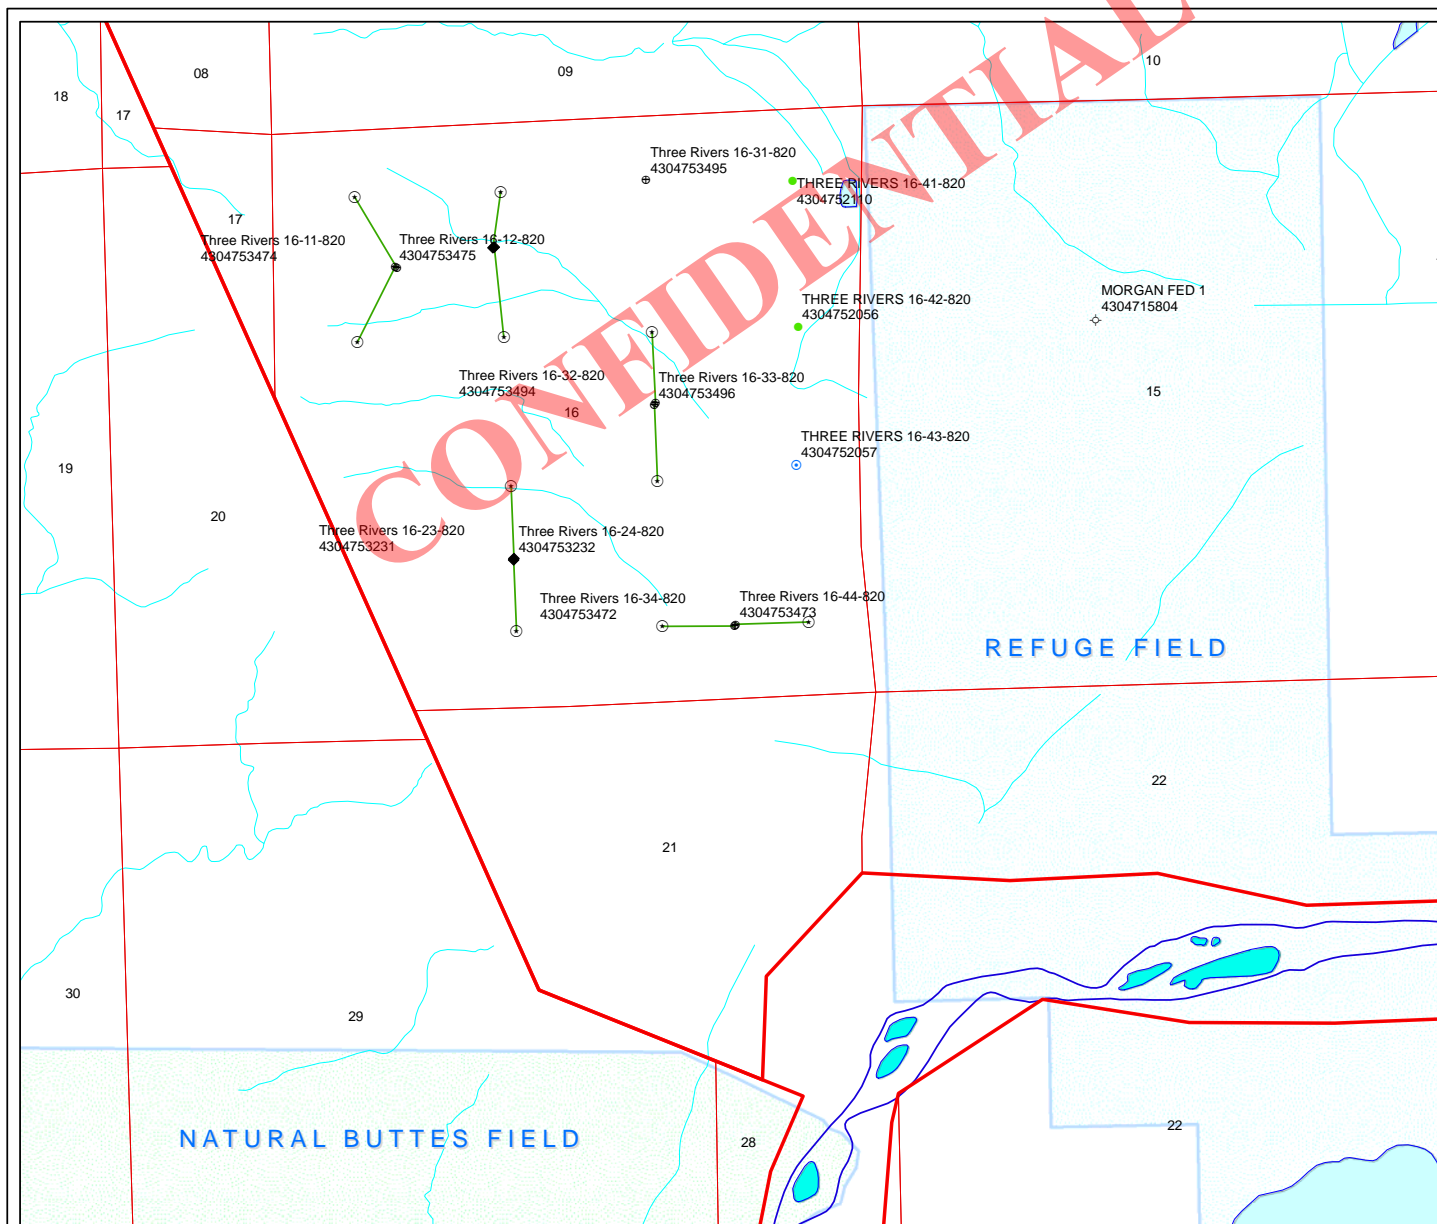 CONFIDENTIAL
10
09
08
18
17
Three Rivers 16-31-820
4304753495
THREE RIVERS 16-41-820
4304752110
17
Three Rivers 16-11-820
4304753474
Three Rivers 16-12-820
4304753475
MORGAN FED 1
4304715804
THREE RIVERS 16-42-820
4304752056
Three Rivers 16-32-820
4304753494
Three Rivers 16-33-820
4304753496
15
16
THREE RIVERS 16-43-820
4304752057
19
20
Three Rivers 16-23-820
4304753231
Three Rivers 16-24-820
4304753232
Three Rivers 16-34-820
4304753472
Three Rivers 16-44-820
4304753473
REFUGE FIELD
22
21
30
29
NATURAL BUTTES FIELD
28
22